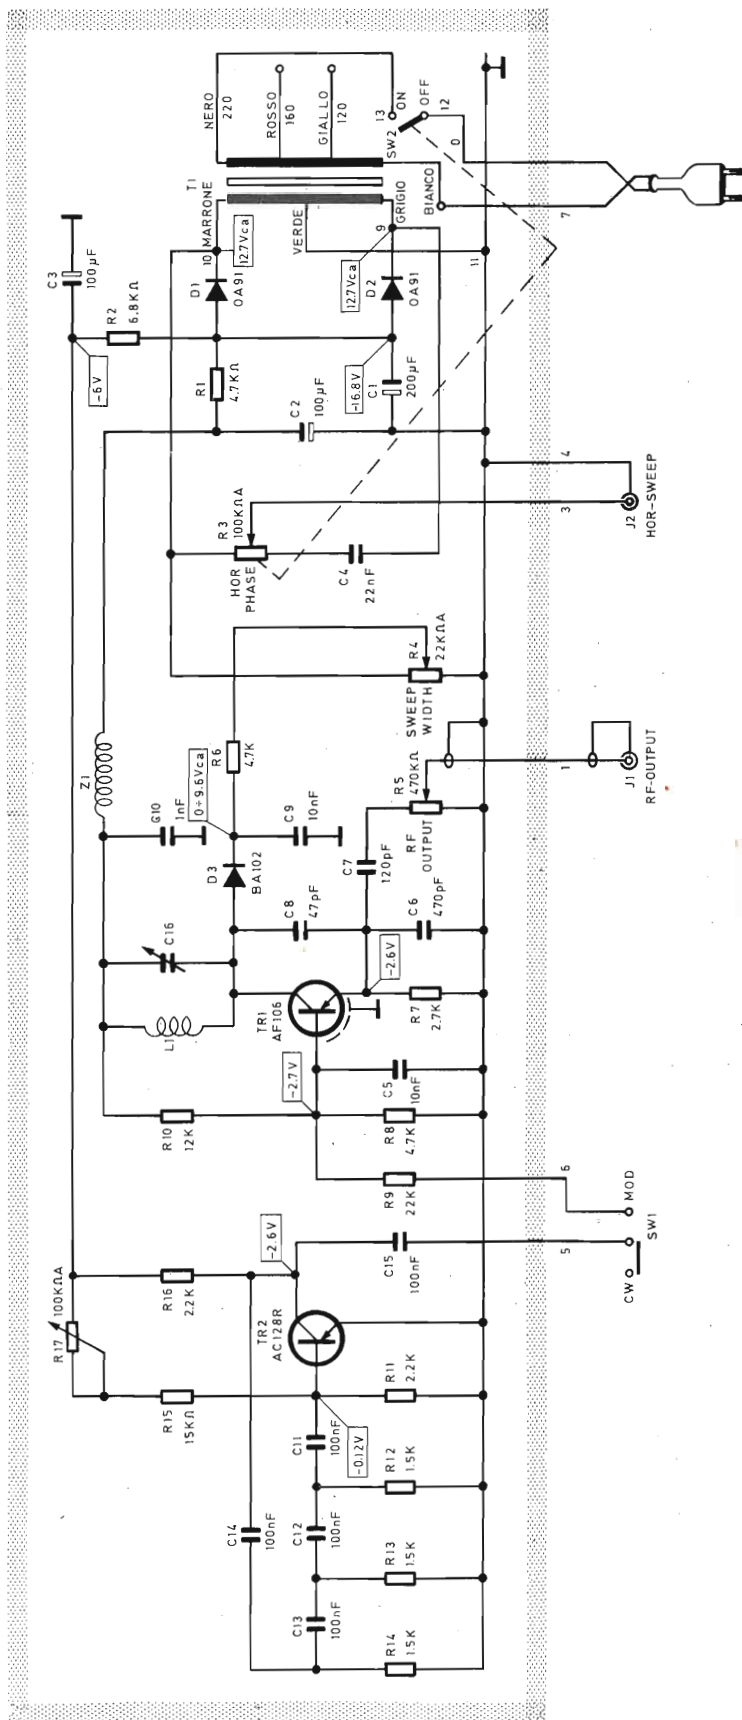 NERO
220
ROSSO
160
GIALLO
120
13
ON
SW2
OFF
12
0
T1
10 MARRONE
12.7Vca
VERDE
GRIGIO
9
12.7Vca
BIANCO
7
11
C3
100µF
R2
6.8KΩ
-6V
D1
OA91
D2
OA91
R1
4.7KΩ
-16.8V
C1
200µF
C2
100µF
R3
100KΩA
HOR
PHASE
C4
22nF
4
3
J2
HOR-SWEEP
R4
22KΩA
SWEEP
WIDTH
Z1
R6
4.7K
0÷9.6Vca
C10
1nF
C9
10nF
D3
BA102
R5
470KΩ
RF
OUTPUT
1
J1
RF-OUTPUT
C7
120pF
C8
47pF
C6
470pF
C16
-2.6V
L1
TR1
AF106
R7
2.7K
C5
10nF
-2.7V
R10
12K
R8
4.7K
R9
22K
6
MOD
SW1
CW
5
C15
100nF
-2.6V
R17
100KΩA
R16
2.2K
TR2
AC128R
R15
15KΩ
R11
2.2K
C11
100nF
-0.12V
R12
1.5K
C14
100nF
C12
100nF
R13
1.5K
C13
100nF
R14
1.5K